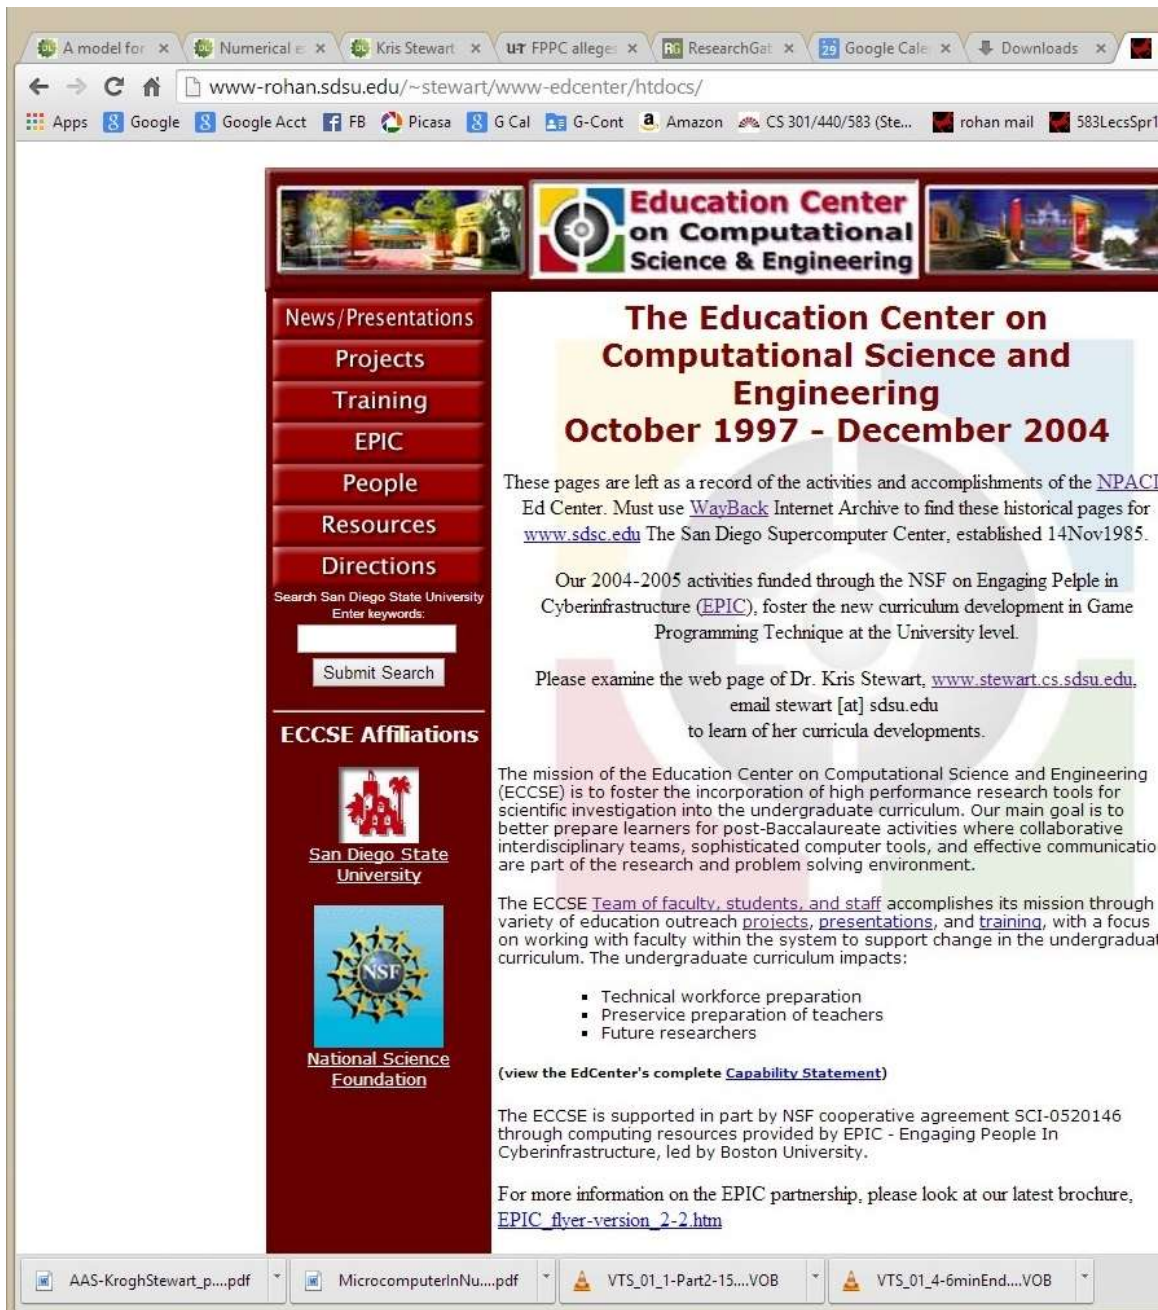 A model for
Numerical e
Kris Stewart
UT FPPC allege
RG ResearchGat
29 Google Cale
Downloads
www-rohan.sdsu.edu/~stewart/www-edcenter/htdocs/
Apps
8 Google
8 Google Acct
FB
Picasa
8 G Cal
G-Cont
a Amazon
CS 301/440/583 (Ste...
rohan mail
583LecsSpr1
Education Center
on Computational
Science & Engineering
News/Presentations
Projects
Training
EPIC
People
Resources
Directions
Search San Diego State University
Enter keywords:
Submit Search
ECCSE Affiliations
San Diego State
University
NSF
National Science
Foundation
The Education Center on
Computational Science and
Engineering
October 1997 - December 2004
These pages are left as a record of the activities and accomplishments of the NPACI
Ed Center. Must use WayBack Internet Archive to find these historical pages for
www.sdsc.edu The San Diego Supercomputer Center, established 14Nov1985.
Our 2004-2005 activities funded through the NSF on Engaging Pelple in
Cyberinfrastructure (EPIC), foster the new curriculum development in Game
Programming Technique at the University level.
Please examine the web page of Dr. Kris Stewart, www.stewart.cs.sdsu.edu,
email stewart [at] sdsu.edu
to learn of her curricula developments.
The mission of the Education Center on Computational Science and Engineering
(ECCSE) is to foster the incorporation of high performance research tools for
scientific investigation into the undergraduate curriculum. Our main goal is to
better prepare learners for post-Baccalaureate activities where collaborative
interdisciplinary teams, sophisticated computer tools, and effective communicatio
are part of the research and problem solving environment.
The ECCSE Team of faculty, students, and staff accomplishes its mission through
variety of education outreach projects, presentations, and training, with a focus
on working with faculty within the system to support change in the undergraduat
curriculum. The undergraduate curriculum impacts:
▪ Technical workforce preparation
▪ Preservice preparation of teachers
▪ Future researchers
(view the EdCenter's complete Capability Statement)
The ECCSE is supported in part by NSF cooperative agreement SCI-0520146
through computing resources provided by EPIC - Engaging People In
Cyberinfrastructure, led by Boston University.
For more information on the EPIC partnership, please look at our latest brochure,
EPIC_flyer-version_2-2.htm
AAS-KroghStewart_p....pdf
MicrocomputerInNu....pdf
VTS_01_1-Part2-15....VOB
VTS_01_4-6minEnd....VOB